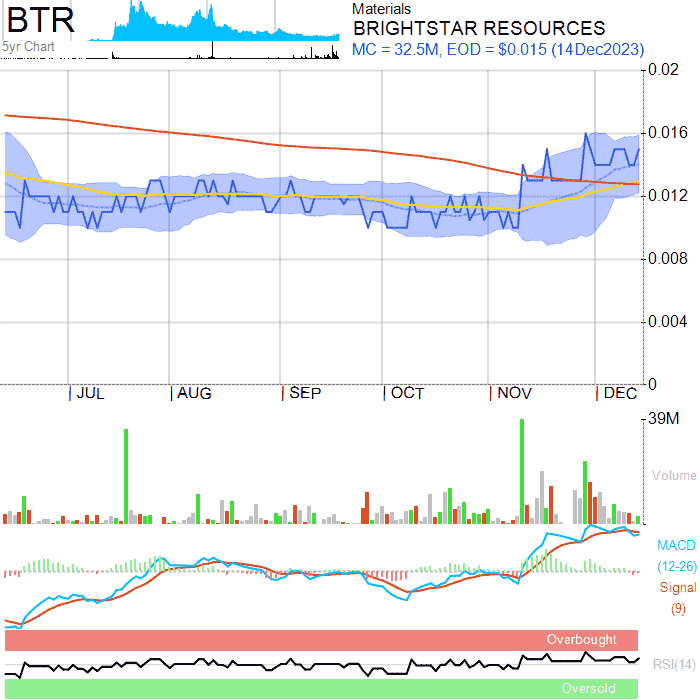 BTR
5yr Chart
Materials
BRIGHTSTAR RESOURCES
MC = 32.5M, EOD = $0.015 (14Dec2023)
0.02
0.016
0.012
0.008
0.004
0
JUL AUG SEP OCT NOV DEC
39M
Volume
MACD
(12-26)
Signal
(9)
Overbought
RSI(14)
Oversold